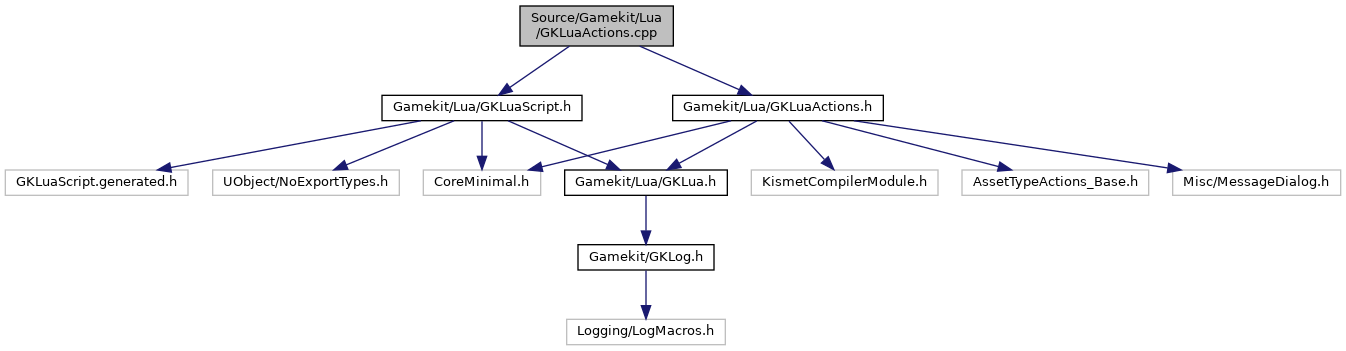 Source/Gamekit/Lua
/GKLuaActions.cpp
Gamekit/Lua/GKLuaScript.h
Gamekit/Lua/GKLuaActions.h
GKLuaScript.generated.h
UObject/NoExportTypes.h
CoreMinimal.h
Gamekit/Lua/GKLua.h
KismetCompilerModule.h
AssetTypeActions_Base.h
Misc/MessageDialog.h
Gamekit/GKLog.h
Logging/LogMacros.h